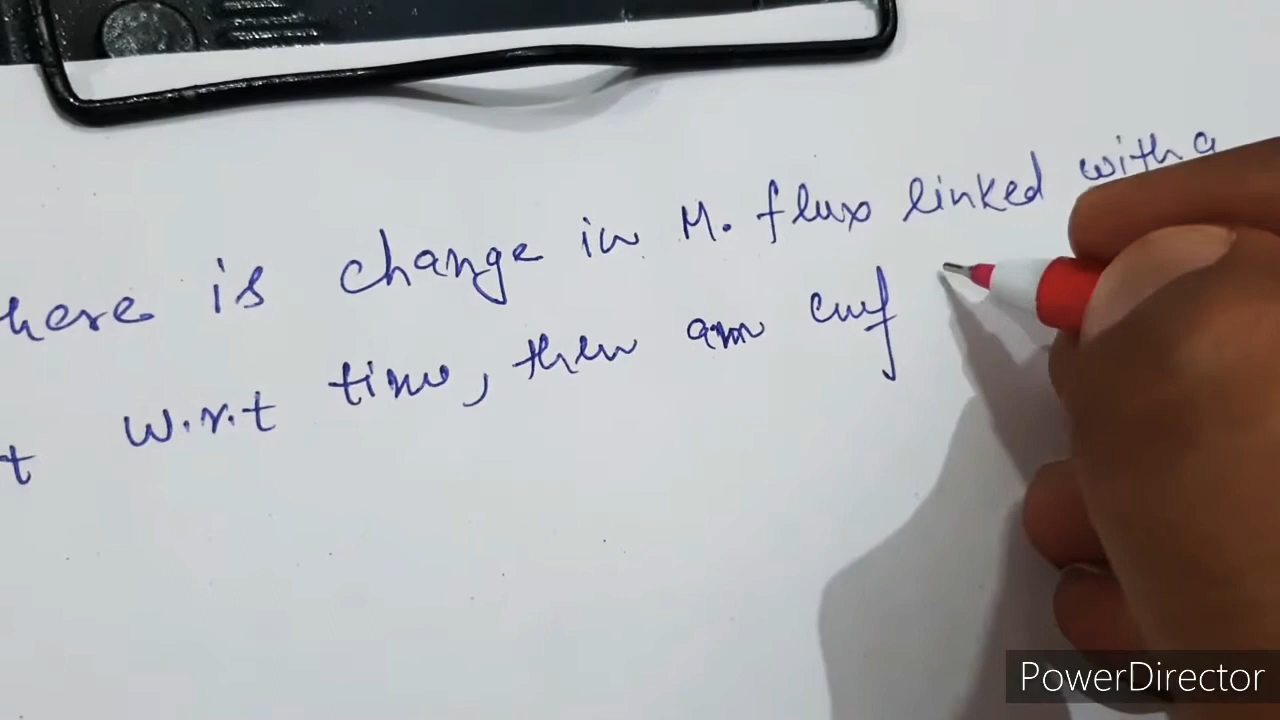 here is change in M. flux linked with a
t w.r.t time, then an emf
PowerDirector